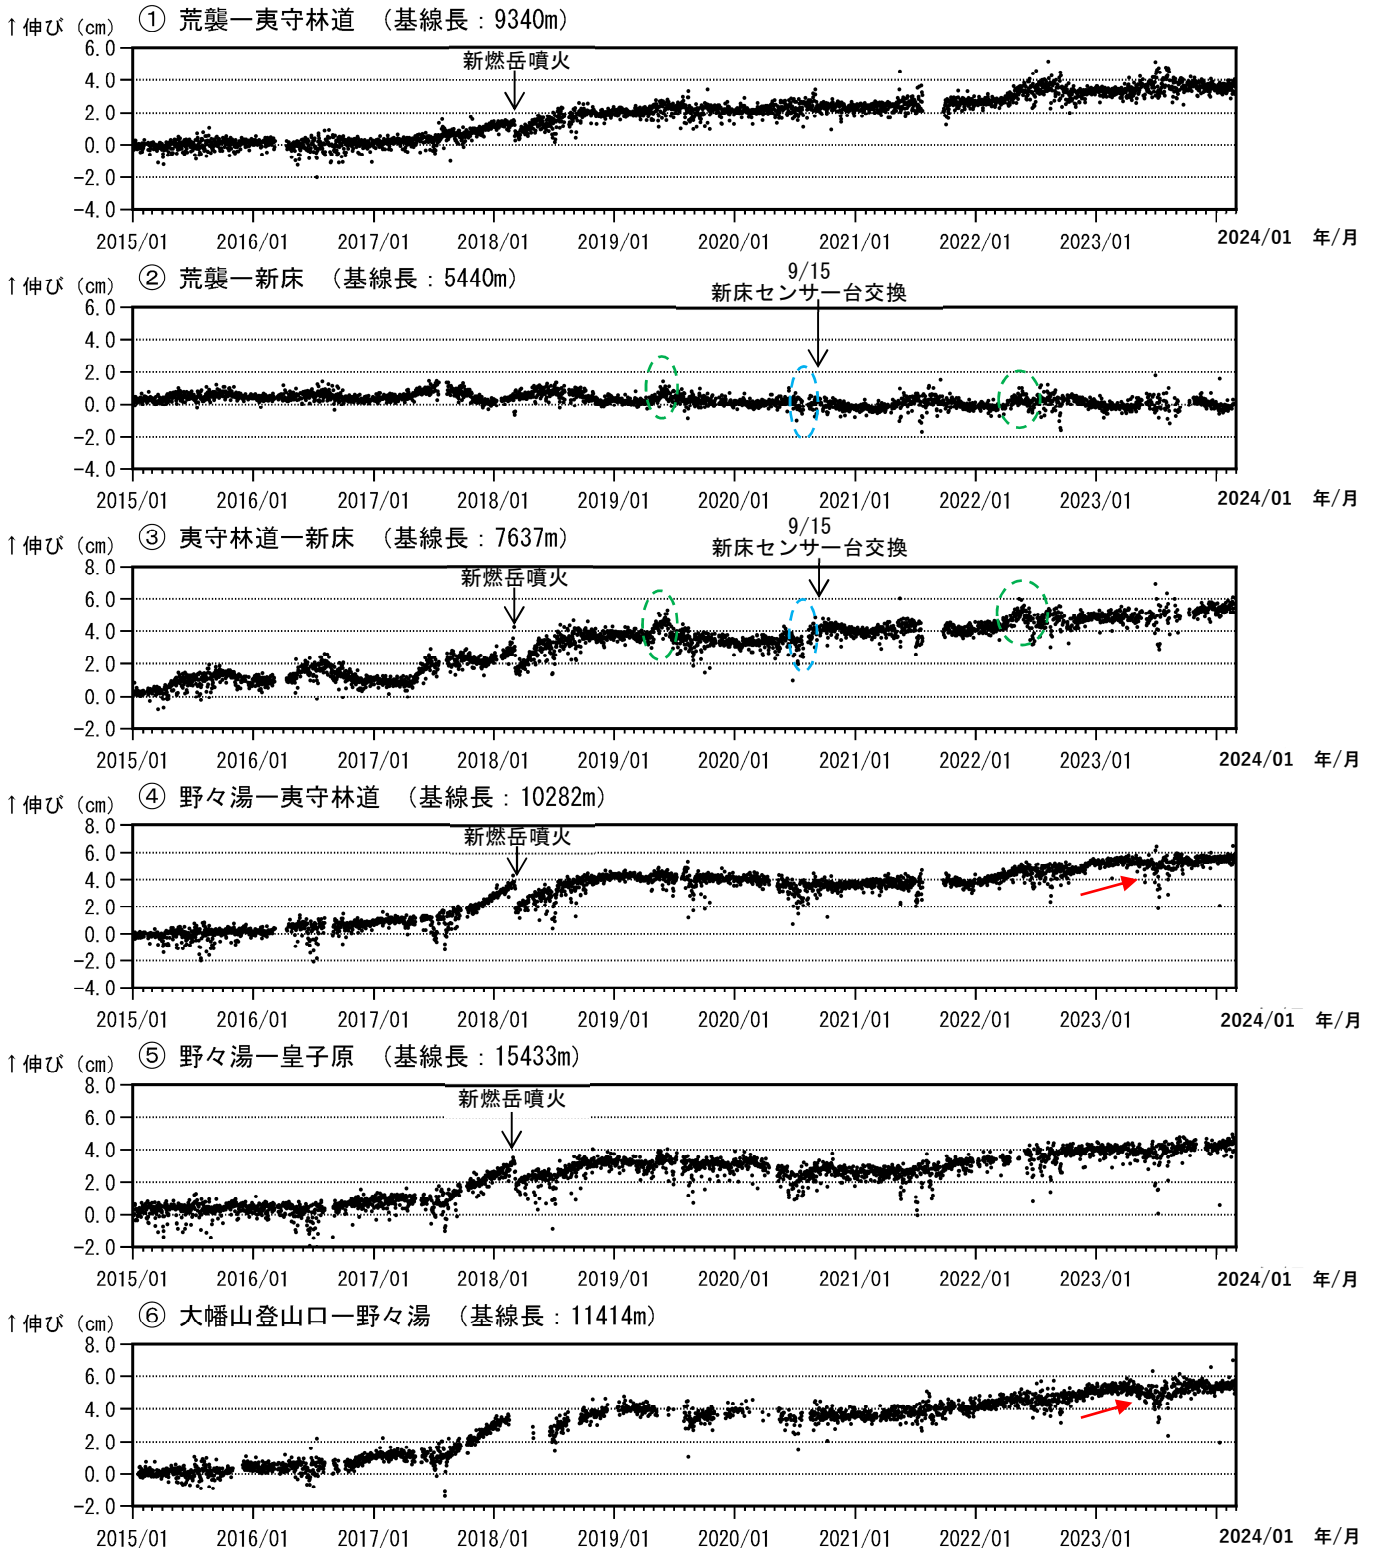 ① 荒襲ー夷守林道 (基線長：9340m)
↑伸び (cm)
新燃岳噴火
6.0
4.0
2.0
0.0
-2.0
-4.0
2015/01 2016/01 2017/01 2018/01 2019/01 2020/01 2021/01 2022/01 2023/01 2024/01 年/月
② 荒襲ー新床 (基線長：5440m)
↑伸び (cm)
9/15
新床センサー台交換
6.0
4.0
2.0
0.0
-2.0
-4.0
2015/01 2016/01 2017/01 2018/01 2019/01 2020/01 2021/01 2022/01 2023/01 2024/01 年/月
③ 夷守林道ー新床 (基線長：7637m)
↑伸び (cm)
9/15
新床センサー台交換
新燃岳噴火
8.0
6.0
4.0
2.0
0.0
-2.0
2015/01 2016/01 2017/01 2018/01 2019/01 2020/01 2021/01 2022/01 2023/01 2024/01 年/月
④ 野々湯ー夷守林道 (基線長：10282m)
↑伸び (cm)
新燃岳噴火
8.0
6.0
4.0
2.0
0.0
-2.0
-4.0
2015/01 2016/01 2017/01 2018/01 2019/01 2020/01 2021/01 2022/01 2023/01 2024/01 年/月
⑤ 野々湯ー皇子原 (基線長：15433m)
↑伸び (cm)
新燃岳噴火
8.0
6.0
4.0
2.0
0.0
-2.0
2015/01 2016/01 2017/01 2018/01 2019/01 2020/01 2021/01 2022/01 2023/01 2024/01 年/月
⑥ 大幡山登山口ー野々湯 (基線長：11414m)
↑伸び (cm)
8.0
6.0
4.0
2.0
0.0
-2.0
2015/01 2016/01 2017/01 2018/01 2019/01 2020/01 2021/01 2022/01 2023/01 2024/01 年/月